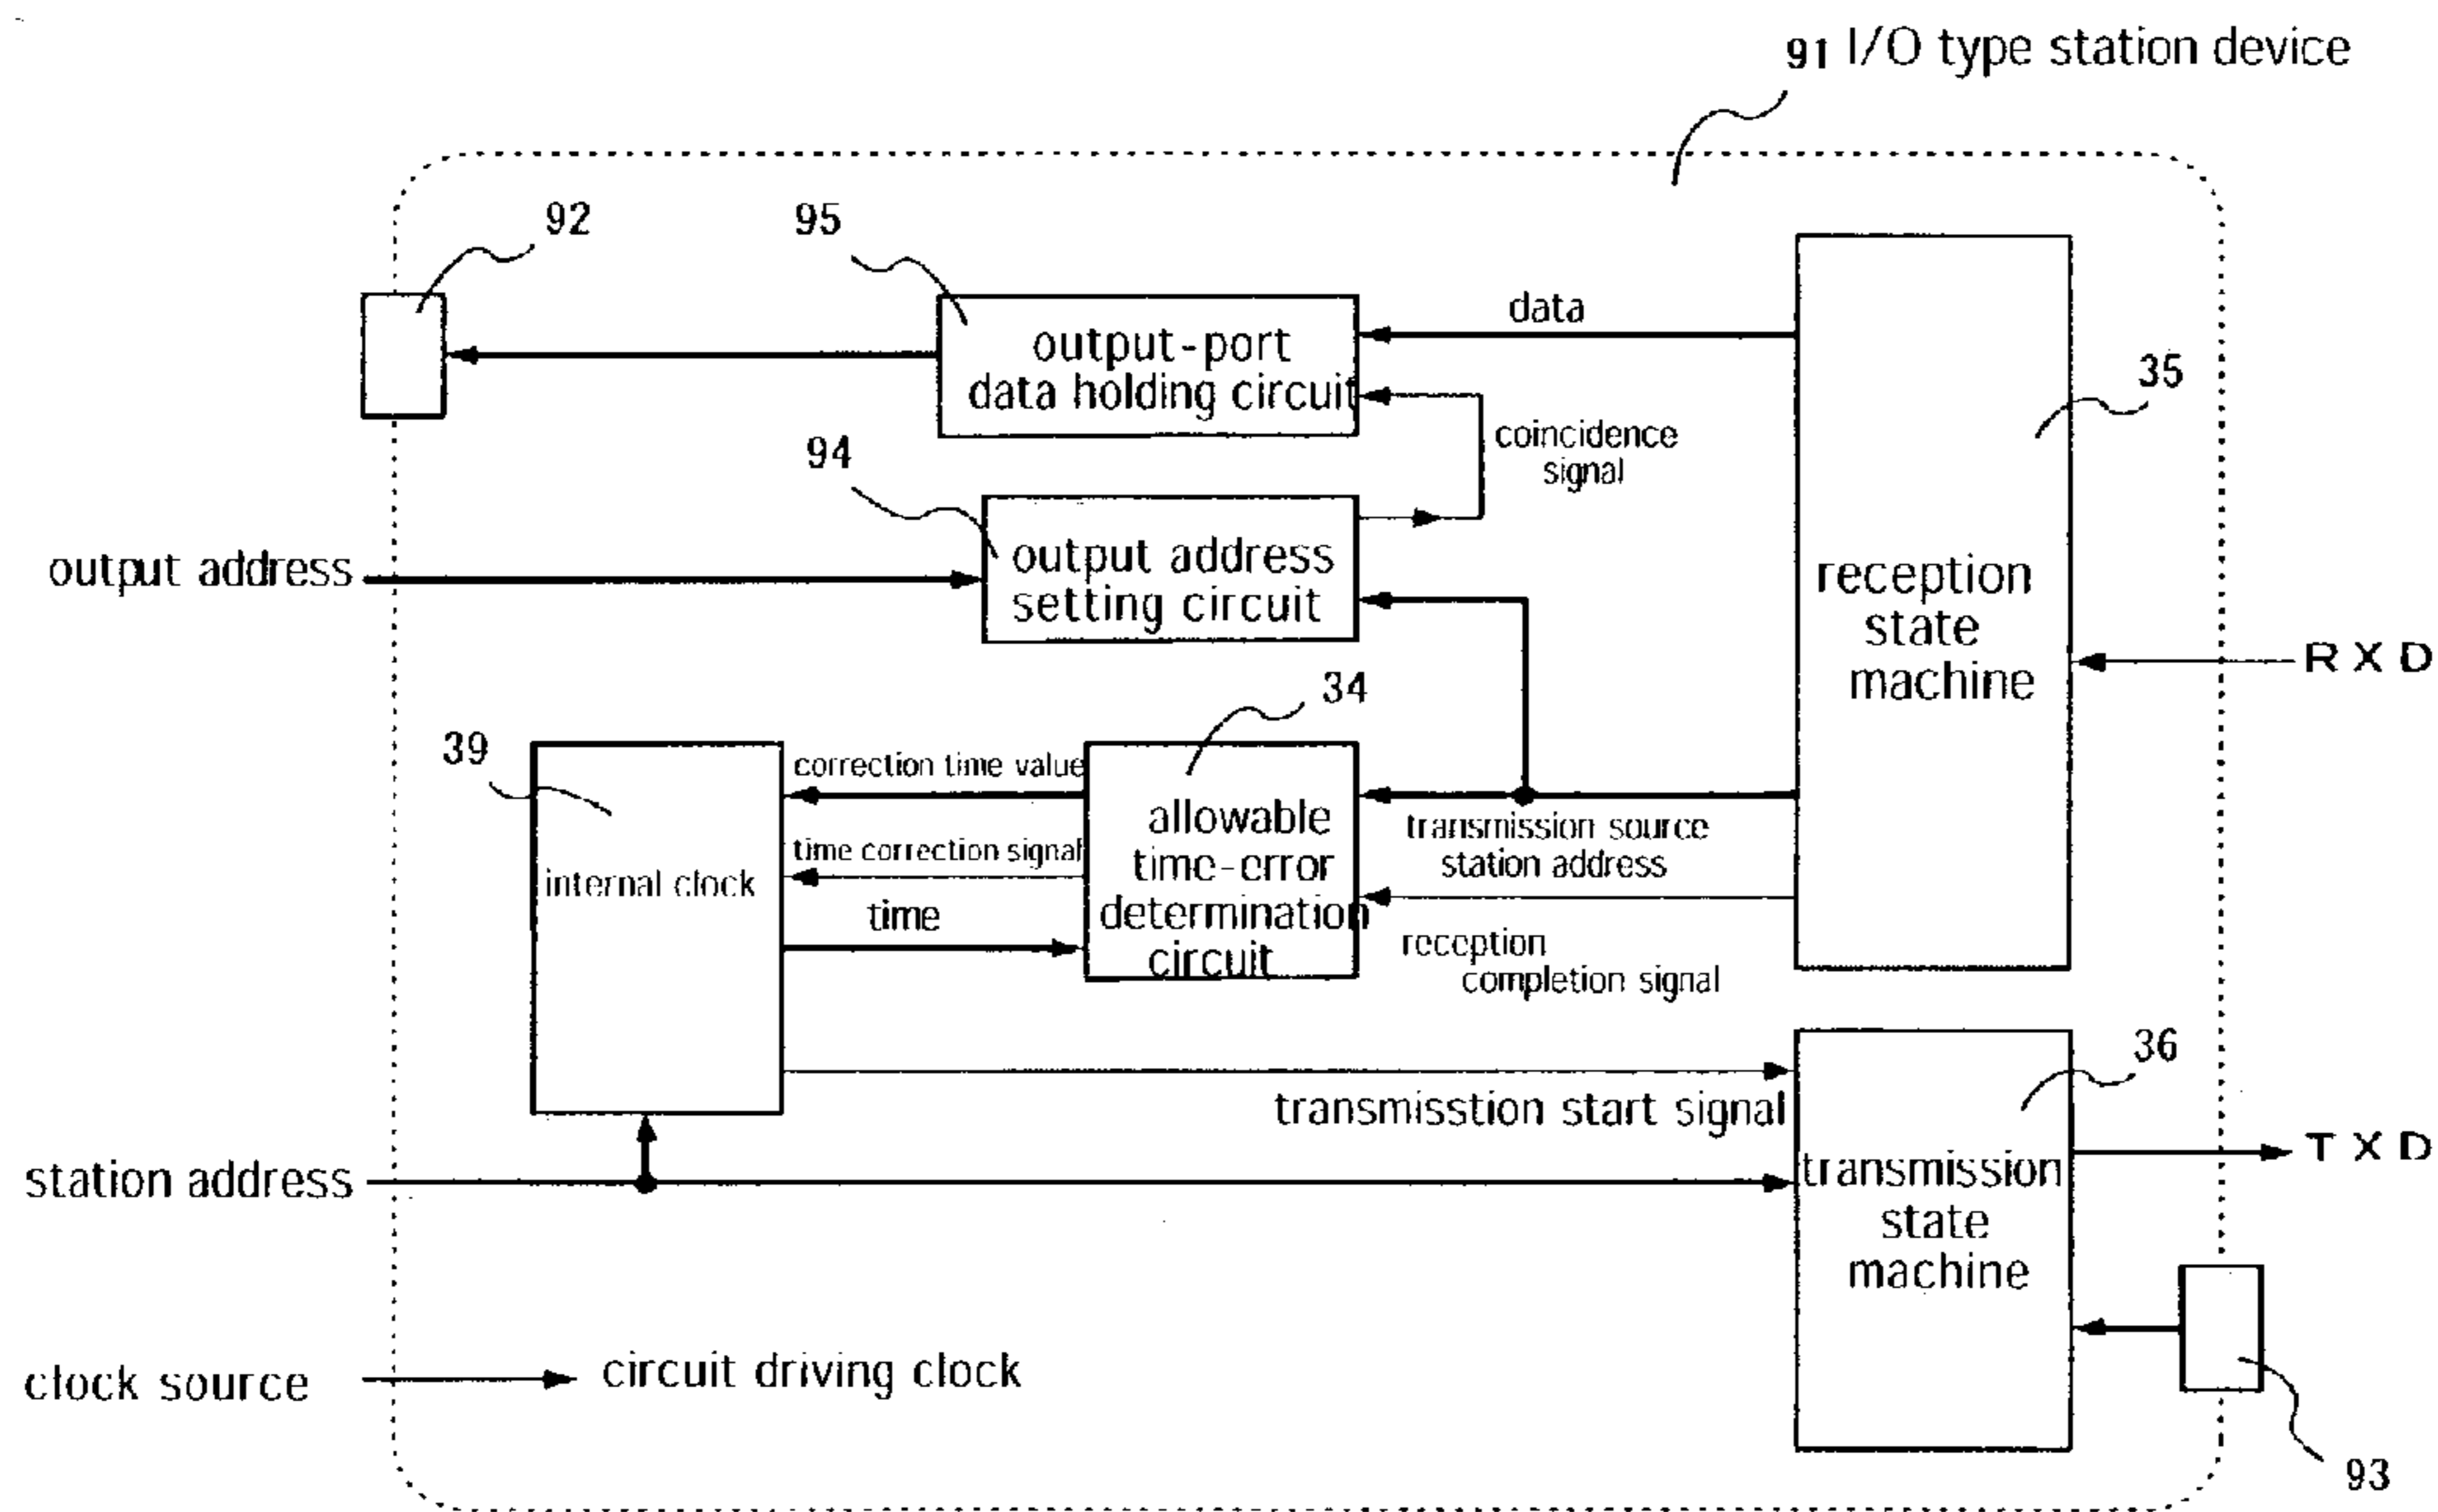 91 I/O type station device
92
95
data
output-port
data holding circuit
35
coincidence
signal
94
output address
output address
setting circuit
reception
state
machine
R X D
34
39
correction time value
allowable
time-error
determination
circuit
transmission source
station address
time correction signal
internal clock
time
reception
completion signal
36
transmisstion start signal
T X D
station address
transmission
state
machine
clock source
circuit driving clock
93